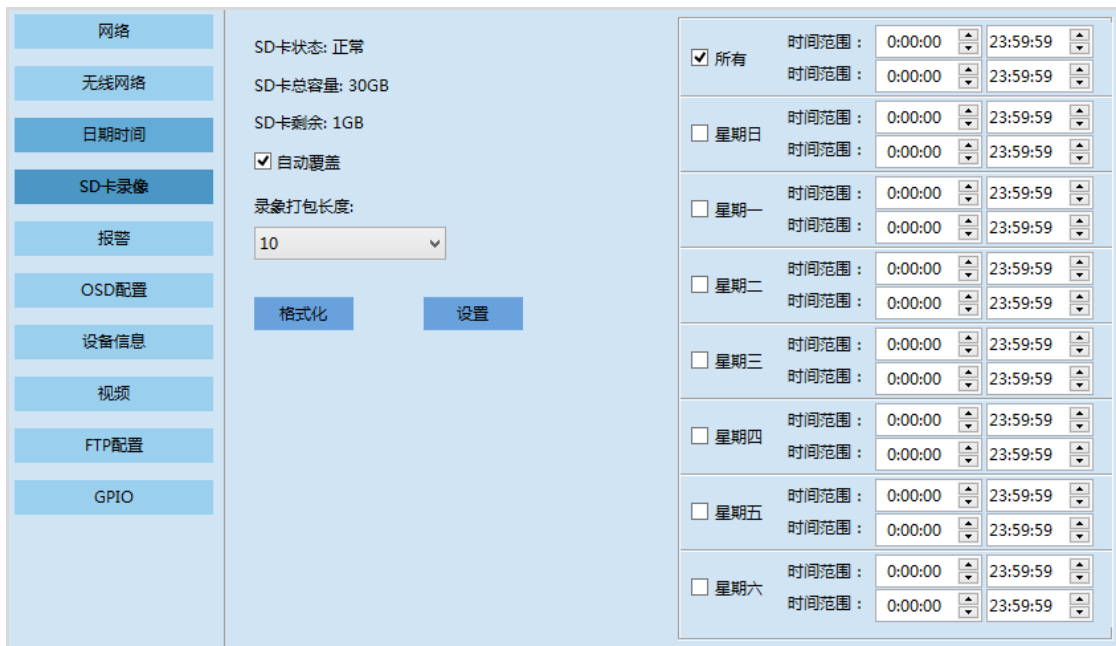 网络
无线网络
日期时间
SD卡录像
报警
OSD配置
设备信息
视频
FTP配置
GPIO
SD卡状态: 正常
SD卡总容量: 30GB
SD卡剩余: 1GB
自动覆盖
录象打包长度:
10
格式化 设置
所有
时间范围： 0:00:00 23:59:59
时间范围： 0:00:00 23:59:59
星期日
时间范围： 0:00:00 23:59:59
时间范围： 0:00:00 23:59:59
星期一
时间范围： 0:00:00 23:59:59
时间范围： 0:00:00 23:59:59
星期二
时间范围： 0:00:00 23:59:59
时间范围： 0:00:00 23:59:59
星期三
时间范围： 0:00:00 23:59:59
时间范围： 0:00:00 23:59:59
星期四
时间范围： 0:00:00 23:59:59
时间范围： 0:00:00 23:59:59
星期五
时间范围： 0:00:00 23:59:59
时间范围： 0:00:00 23:59:59
星期六
时间范围： 0:00:00 23:59:59
时间范围： 0:00:00 23:59:59